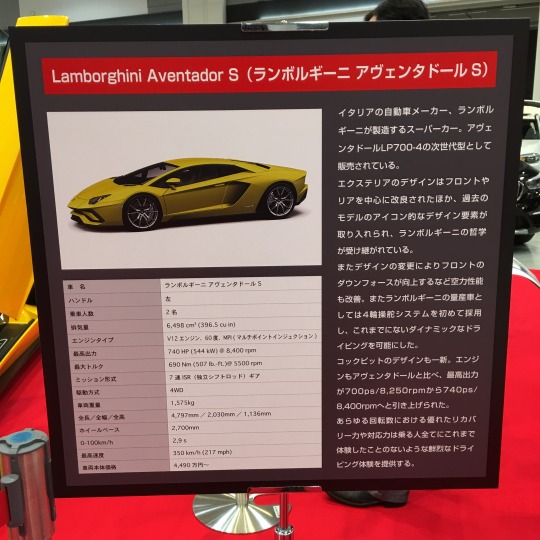 Lamborghini Aventador S（ランボルギーニ アヴェンタドール S）
イタリアの自動車メーカー、ランボル
ギーニが製造するスーパーカー。アヴェ
ンタドールLP700-4の次世代型として
販売されている。
エクステリアのデザインはフロントや
リアを中心に改良されたほか、過去の
モデルのアイコン的なデザイン要素が
取り入れられ、ランボルギーニの哲学
が受け継がれている。
またデザインの変更によりフロントの
ダウンフォースが向上するなど空力性能
も改善。またランボルギーニの量産車と
しては4輪操舵システムを初めて採用
し、これまでにないダイナミックなドラ
イビングを可能にした。
コックピットのデザインも一新。エンジ
ンもアヴェンタドールと比べ、最高出力
が700ps/8,250rpmから740ps/
8,400rpmへと引き上げられた。
あらゆる回転数における優れたリカバ
リー力や対応力は乗る人全てにこれまで
体験したことのないような鮮烈なドライ
ビング体験を提供する。
車 名 ランボルギーニ アヴェンタドール S
ハンドル 左
乗車人数 2 名
排気量 6,498 cm³ (396.5 cu in)
エンジンタイプ V12 エンジン、60 度、MPI ( マルチポイントインジェクション )
最高出力 740 HP (544 kW) @ 8,400 rpm
最大トルク 690 Nm (507 lb.-ft.)@ 5500 rpm
ミッション形式 7 速 ISR（独立シフトロッド）ギア
駆動方式 4WD
車両重量 1,575kg
全長／全幅／全高 4,797mm ／ 2,030mm ／ 1,136mm
ホイールベース 2,700mm
0-100km/h 2,9 s
最高速度 350 km/h (217 mph)
車両本体価格 4,490 万円～